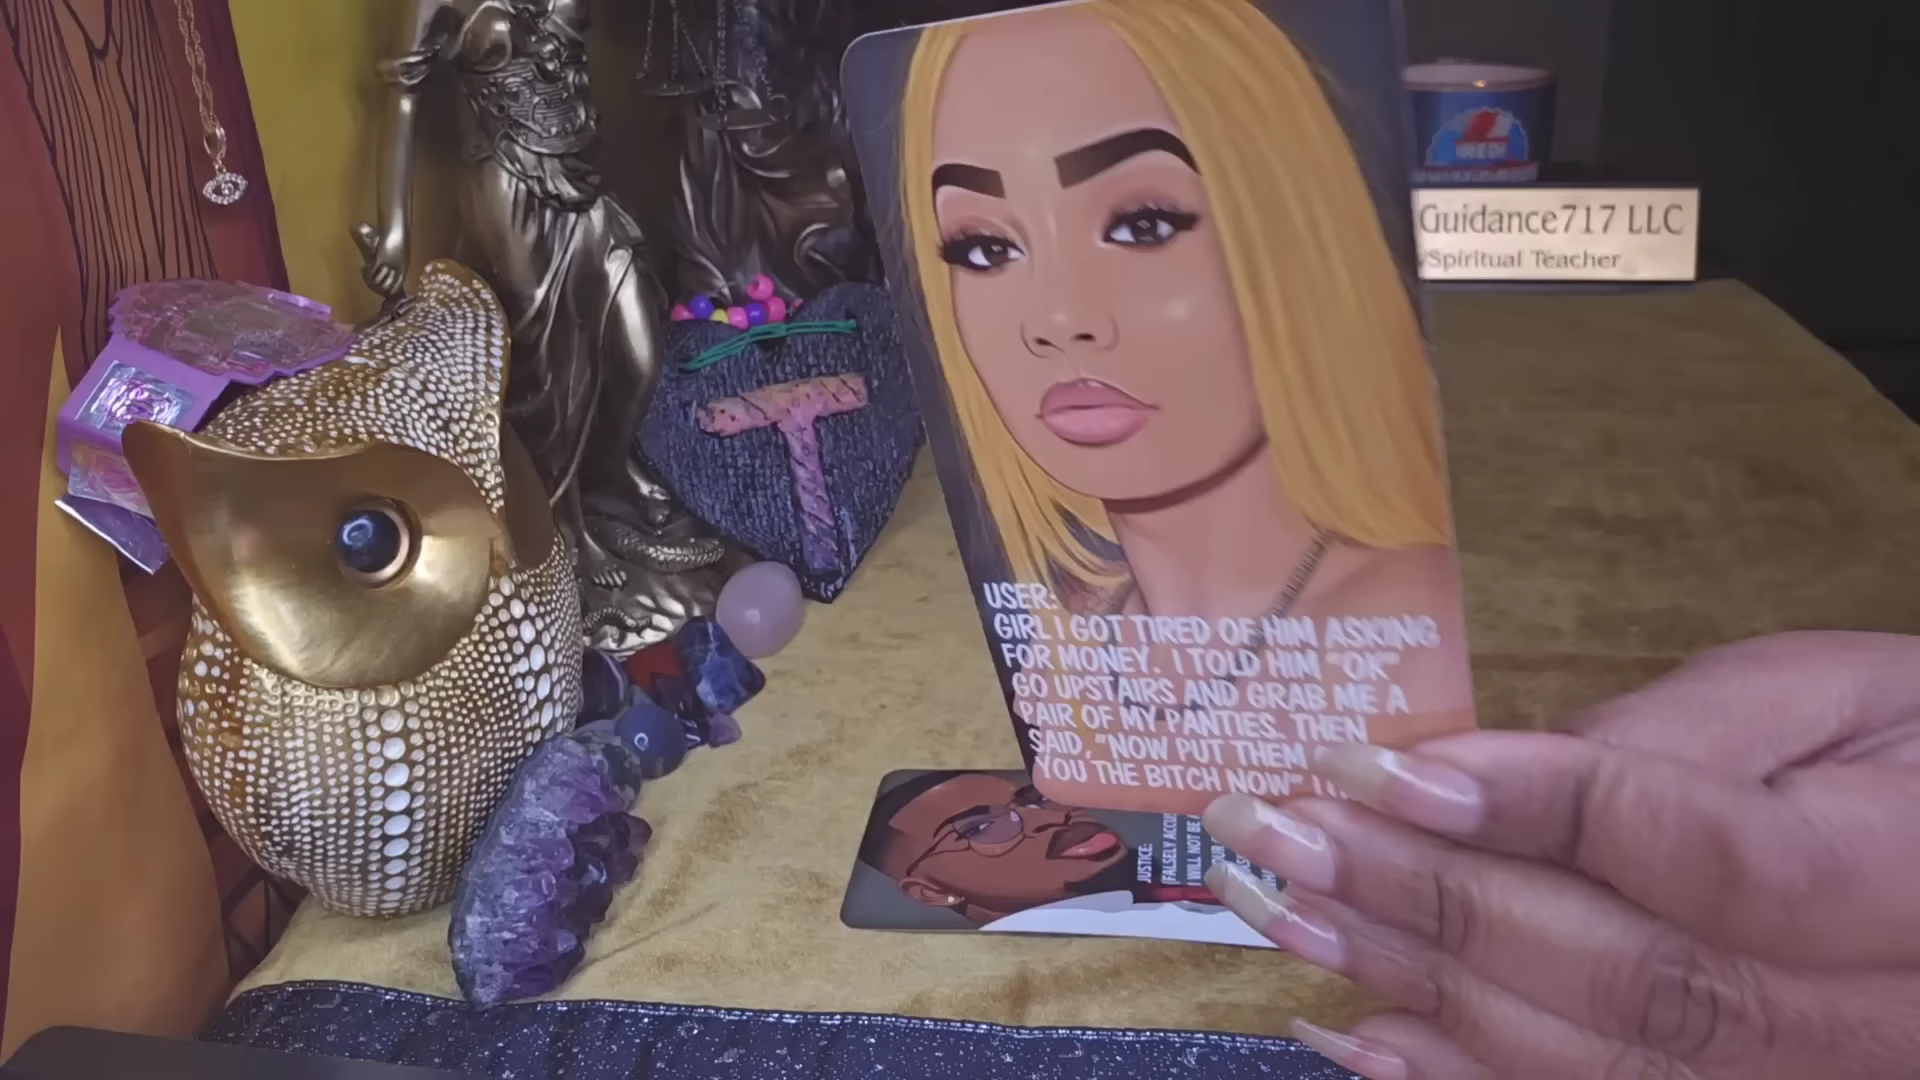 RED
Guidance717 LLC
Spiritual Teacher
USER:
GIRL I GOT TIRED OF HIM ASKING
FOR MONEY. I TOLD HIM "OK"
GO UPSTAIRS AND GRAB ME A
PAIR OF MY PANTIES. THEN
SAID, "NOW PUT THEM
YOU THE BITCH NOW"
JUSTICE:
(FALSELY
I WILL NOT BE
T